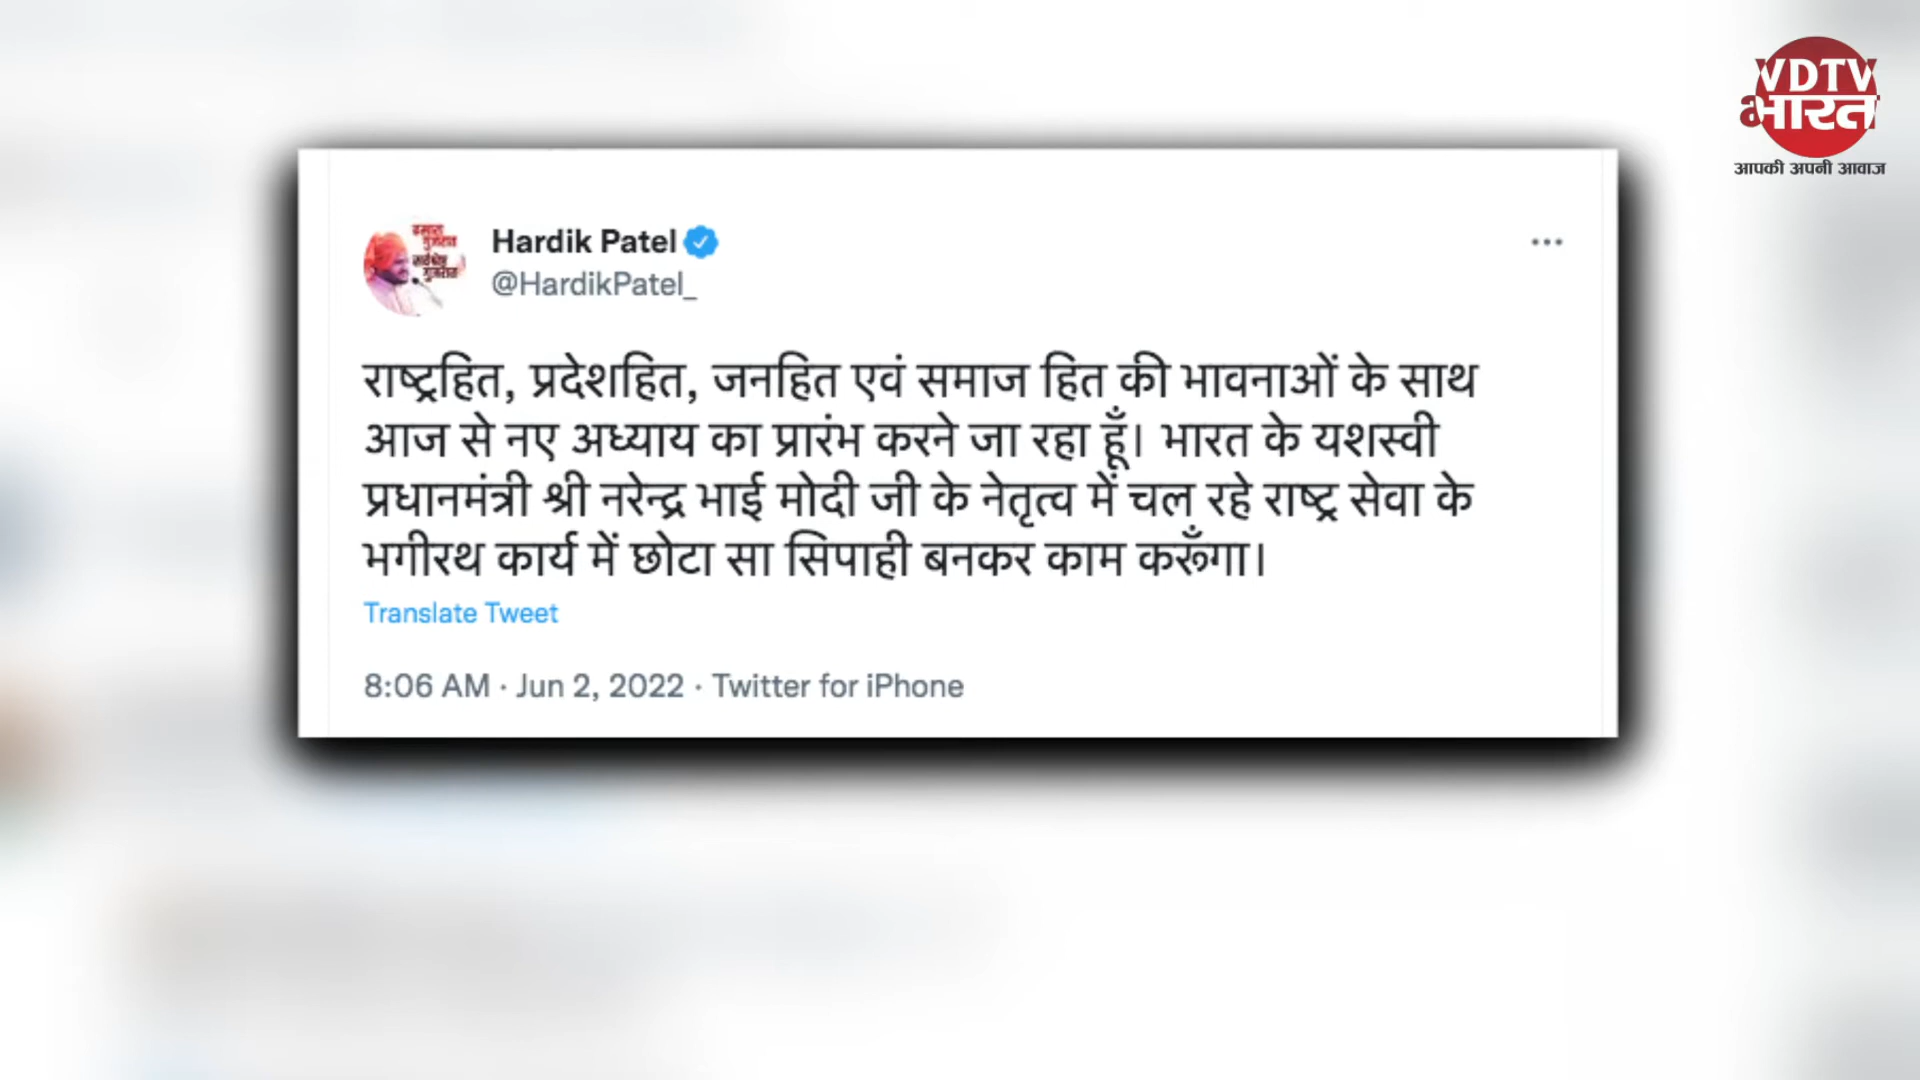 VDTV
भारत
आपकी अपनी आवाज
Hardik Patel
@HardikPatel_
राष्ट्रहित, प्रदेशहित, जनहित एवं समाज हित की भावनाओं के साथ
आज से नए अध्याय का प्रारंभ करने जा रहा हूँ। भारत के यशस्वी
प्रधानमंत्री श्री नरेन्द्र भाई मोदी जी के नेतृत्व में चल रहे राष्ट्र सेवा के
भगीरथ कार्य में छोटा सा सिपाही बनकर काम करूँगा।
Translate Tweet
8:06 AM · Jun 2, 2022 · Twitter for iPhone